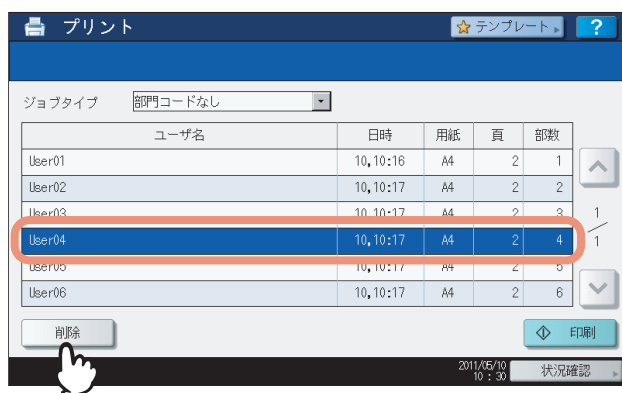 プリント テンプレート ?
ジョブタイプ 部門コードなし
ユーザ名 日時 用紙 頁 部数
User01 10,10:16 A4 2 1
User02 10,10:17 A4 2 2
User03 10,10:17 A4 2 3
User04 10,10:17 A4 2 4
User05 10,10:17 A4 2 5
User06 10,10:17 A4 2 6
1/1
削除 印刷
2011/05/10
10:30 状況確認